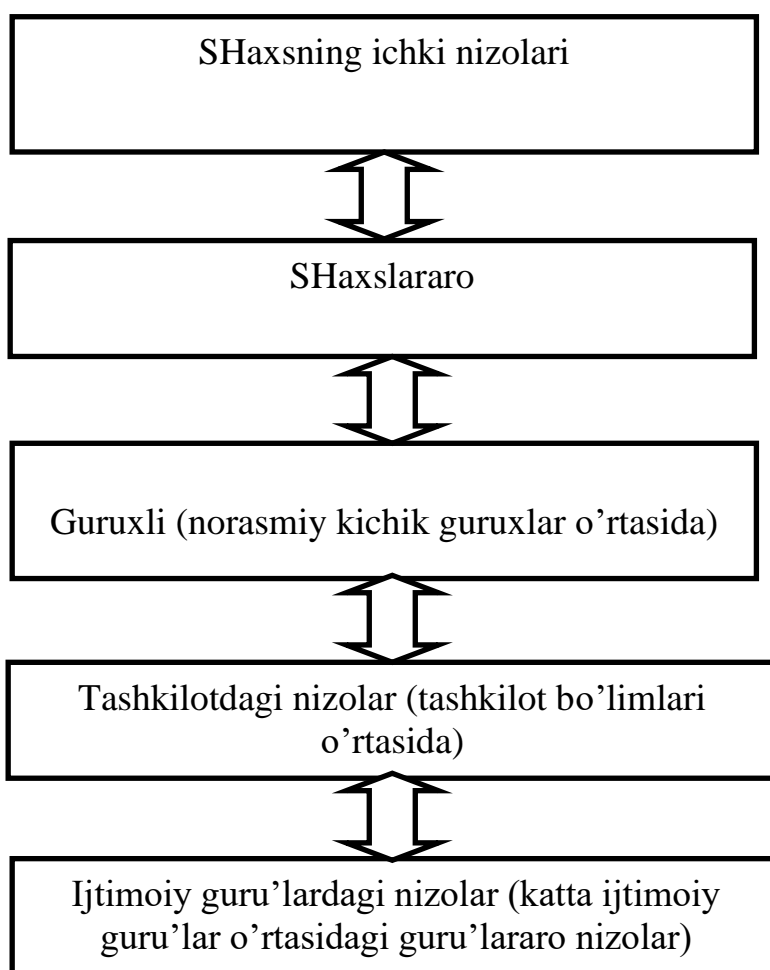 SHaxsning ichki nizolari
SHaxslararo
Guruxli (norasmiy kichik guruxlar o’rtasida)
Tashkilotdagi nizolar (tashkilot bo’limlari
o’rtasida)
Ijtimoiy guru’lardagi nizolar (katta ijtimoiy
guru’lar o’rtasidagi guru’lararo nizolar)